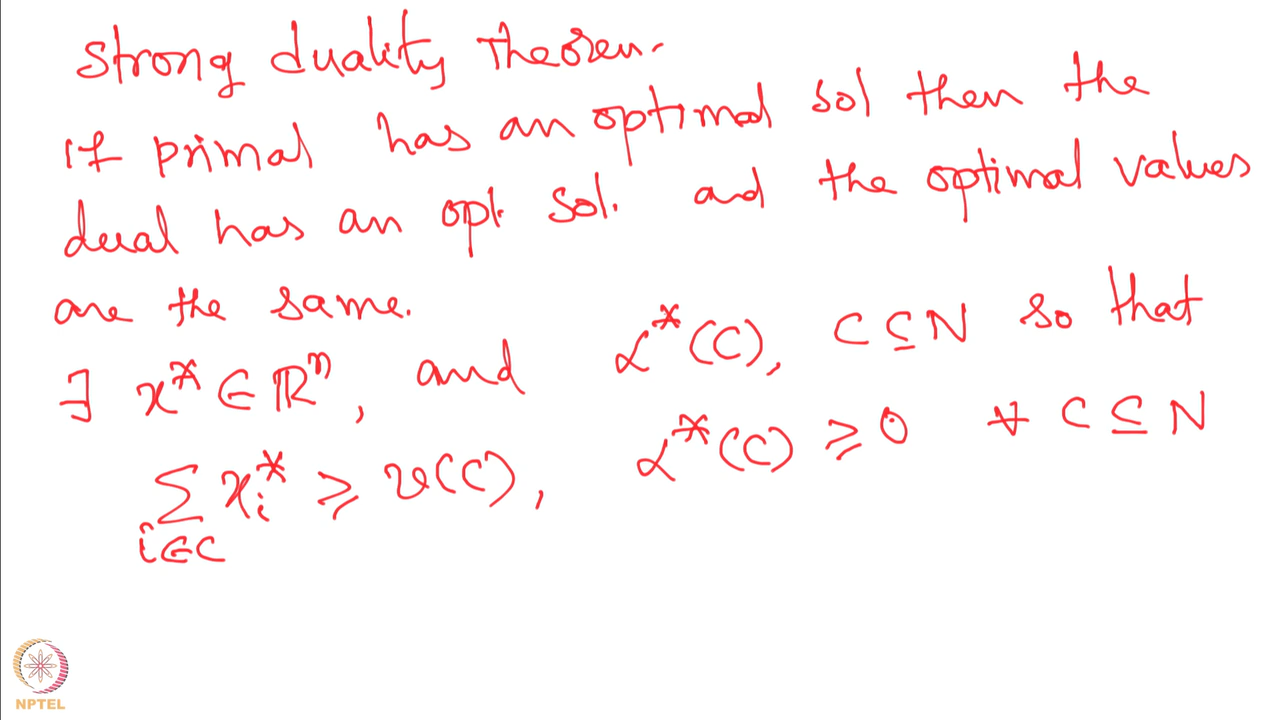 Strong duality Theorem.
If primal has an optimal sol then the
dual has an opt. sol. and the optimal values
are the same.
∃ x* ∈ ℝⁿ, and α*(C), C ⊆ N so that
∑_{i∈C} x_i* ≥ v(C), α*(C) ≥ 0 ∀ C ⊆ N
NPTEL